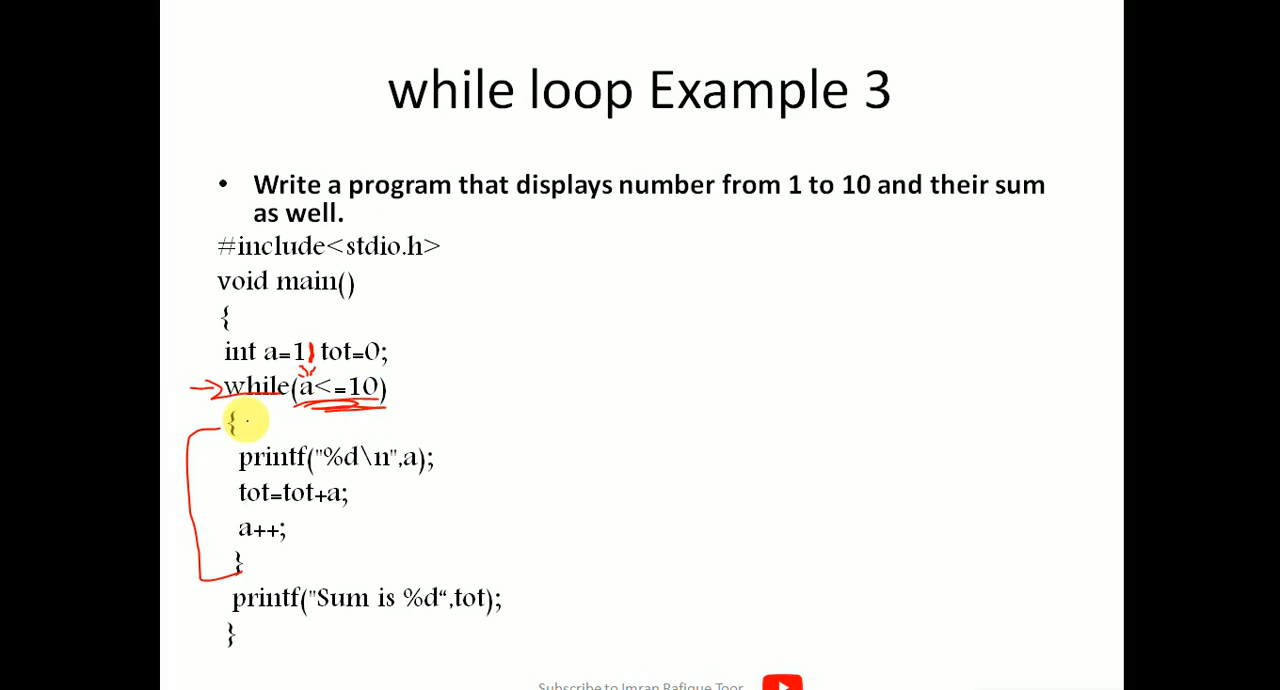 while loop Example 3
• Write a program that displays number from 1 to 10 and their sum
as well.
#include<stdio.h>
void main()
{
int a=1, tot=0;
while(a<=10)
{
printf("%d\n",a);
tot=tot+a;
a++;
}
printf("Sum is %d“,tot);
}
Subscribe to Imran Rafique Toor